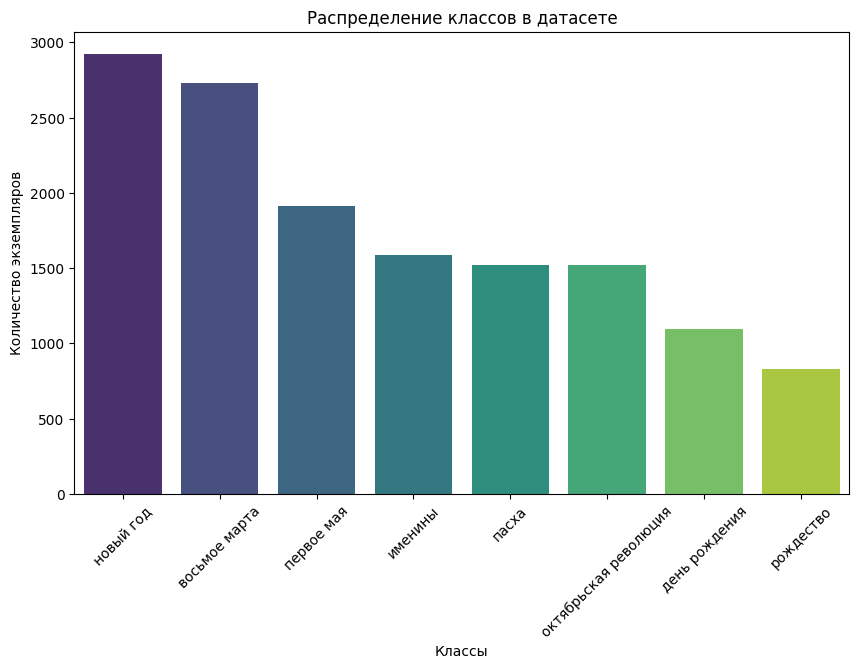 Распределение классов в датасете
Количество экземпляров
3000
2500
2000
1500
1000
500
0
новый год
восьмое марта
первое мая
именины
пасха
октябрьская революция
день рождения
рождество
Классы